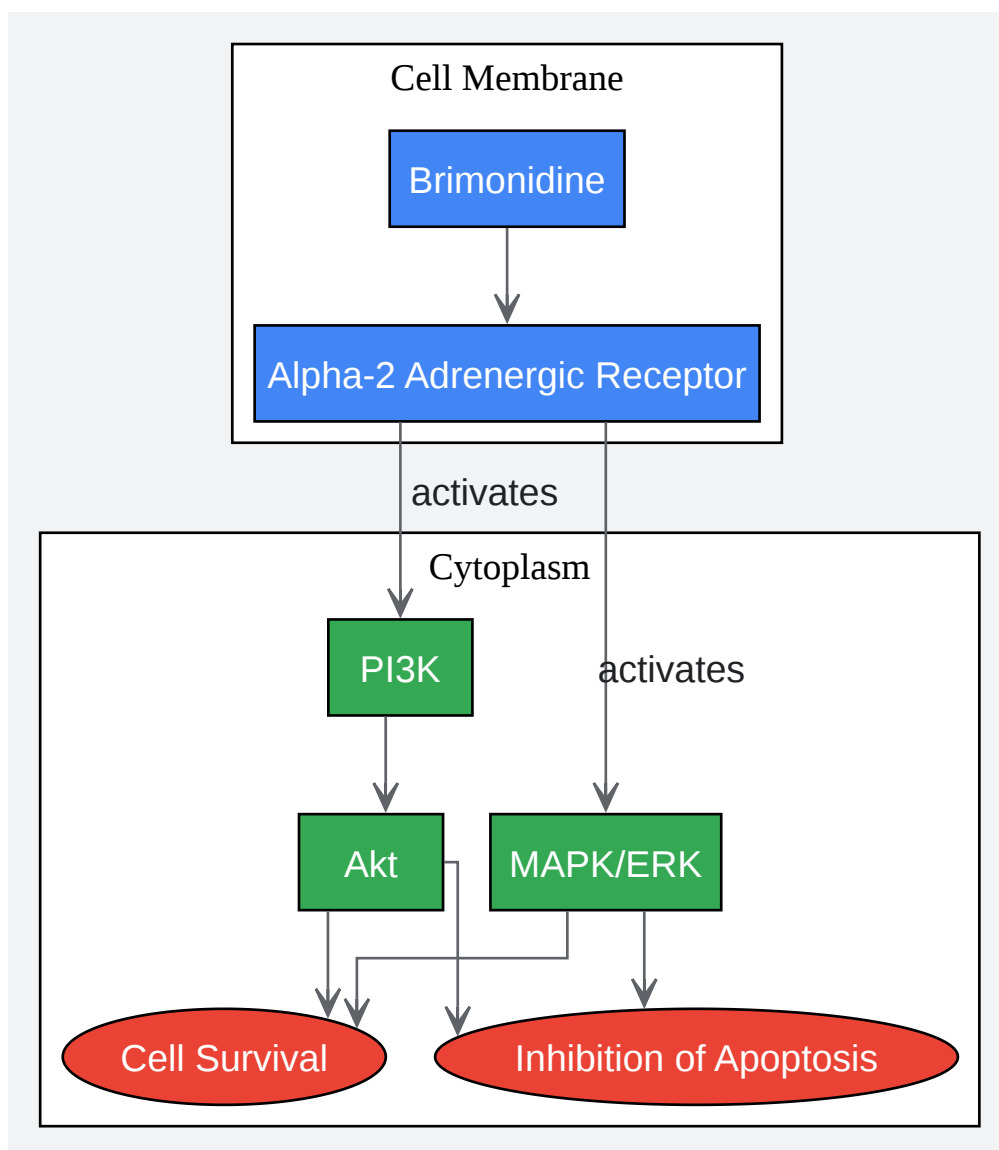 Cell Membrane
Brimonidine
Alpha-2 Adrenergic Receptor
activates
Cytoplasm
PI3K
activates
Akt
MAPK/ERK
Cell Survival
Inhibition of Apoptosis